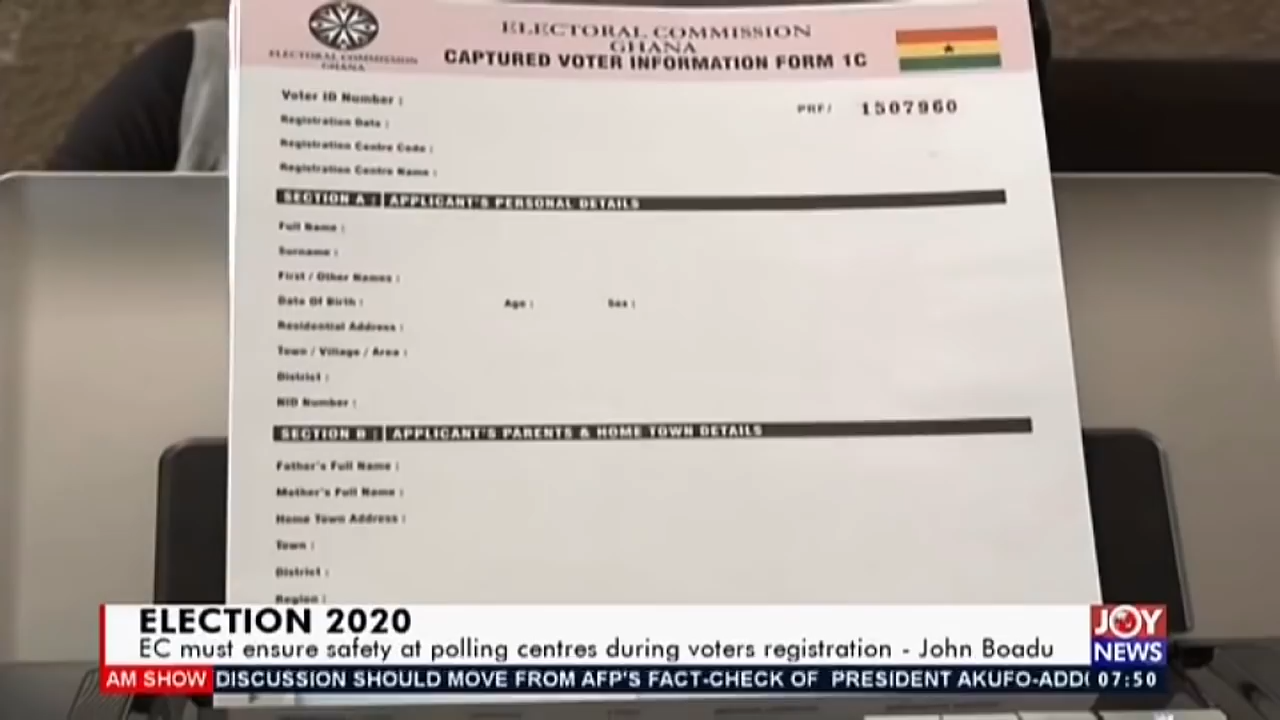 ELECTORAL COMMISSION
GHANA
ELECTORAL COMMISSION
GHANA
CAPTURED VOTER INFORMATION FORM 1C
Voter ID Number :
PRF/ 1507960
Registration Date :
Registration Centre Code :
Registration Centre Name :
SECTION A : APPLICANT'S PERSONAL DETAILS
Full Name :
Surname :
First / Other Names :
Date Of Birth : Age : Sex :
Residential Address :
Town / Village / Area :
District :
NID Number :
SECTION B : APPLICANT'S PARENTS & HOME TOWN DETAILS
Father's Full Name :
Mother's Full Name :
Home Town Address :
Town :
District :
Region :
ELECTION 2020
EC must ensure safety at polling centres during voters registration - John Boadu
JOY
NEWS
AM SHOW DISCUSSION SHOULD MOVE FROM AFP'S FACT-CHECK OF PRESIDENT AKUFO-ADD 07:50